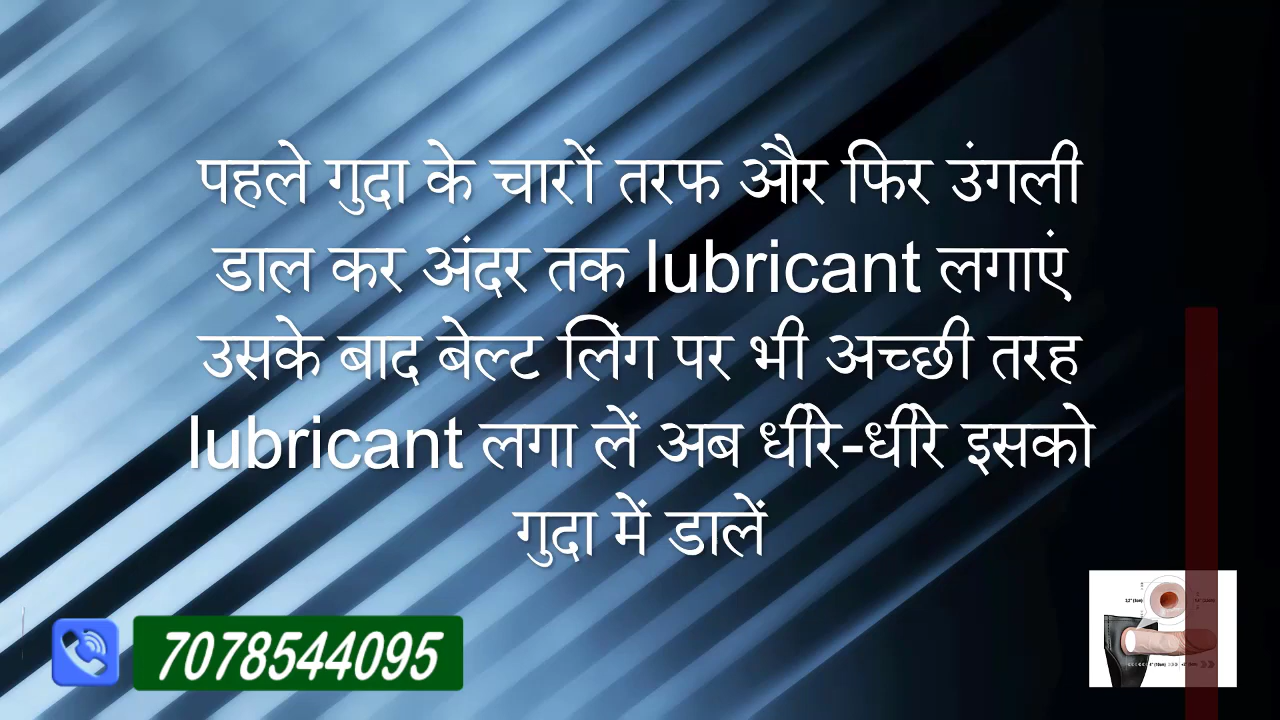 पहले गुदा के चारों तरफ और फिर उंगली
डाल कर अंदर तक lubricant लगाएं
उसके बाद बेल्ट लिंग पर भी अच्छी तरह
lubricant लगा लें अब धीरे-धीरे इसको
गुदा में डालें
7078544095